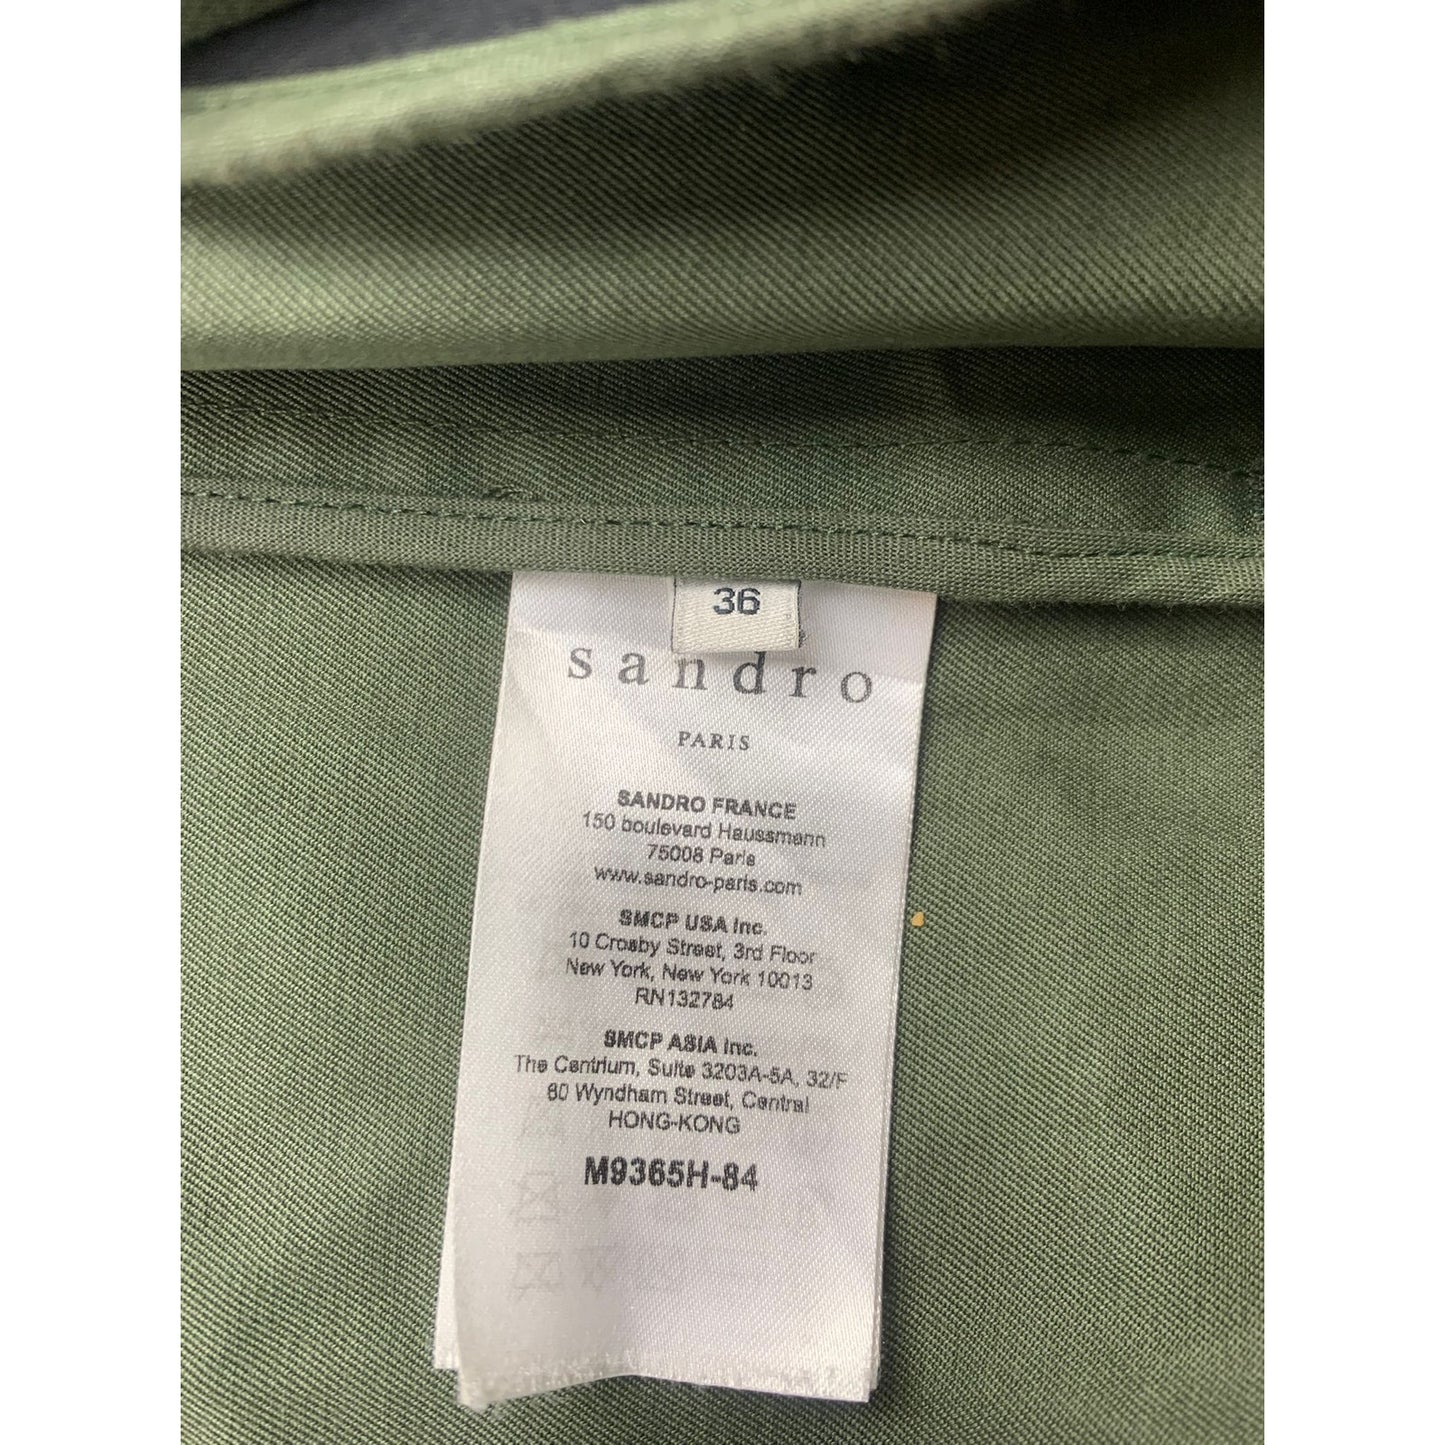 36
sandro
PARIS
SANDRO FRANCE
150 boulevard Haussmann
75008 Paris
www.sandro-paris.com
SMCP USA Inc.
10 Crosby Street, 3rd Floor
New York, New York 10013
RN132784
SMCP ASIA Inc.
The Centrium, Suite 3203A-5A, 32/F
60 Wyndham Street, Central
HONG-KONG
M9365H-84